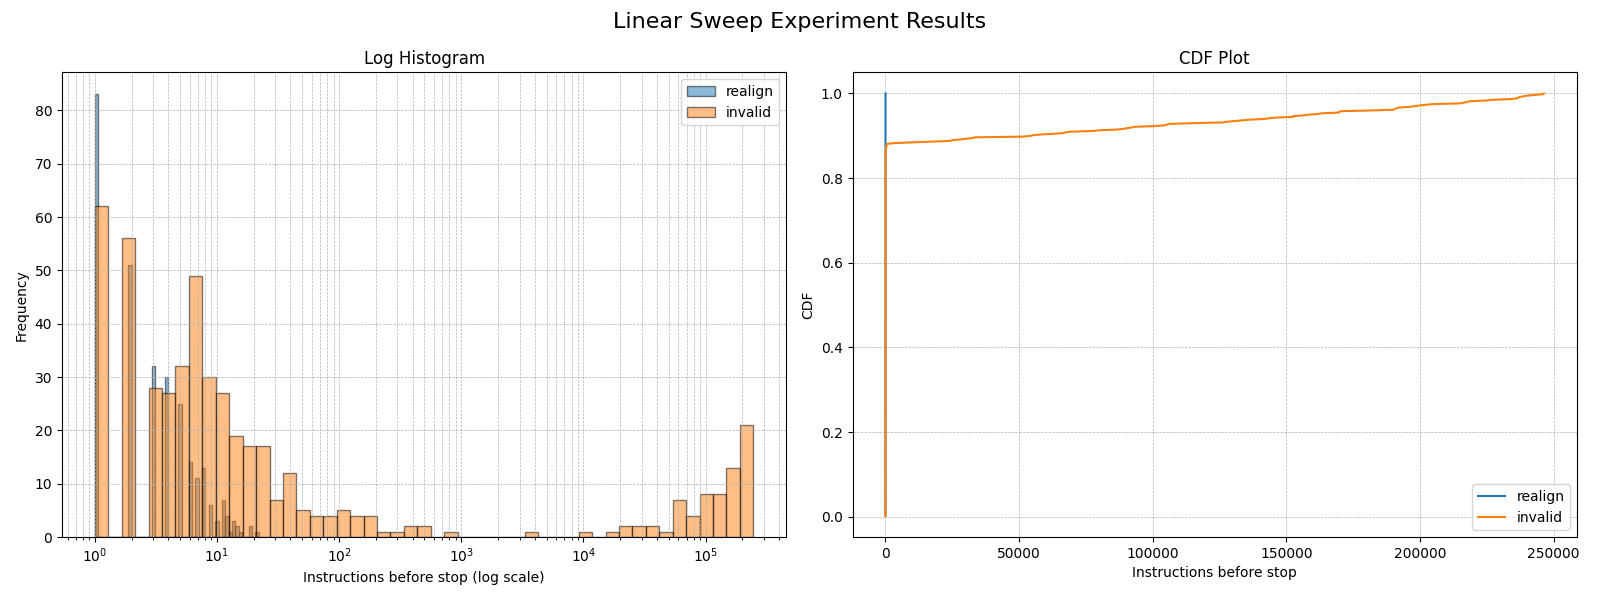 Linear Sweep Experiment Results
Log Histogram
realign
invalid
Frequency
80
70
60
50
40
30
20
10
0
10⁰
10¹
10²
10³
10⁴
10⁵
Instructions before stop (log scale)
CDF Plot
CDF
1.0
0.8
0.6
0.4
0.2
0.0
realign
invalid
0
50000
100000
150000
200000
250000
Instructions before stop